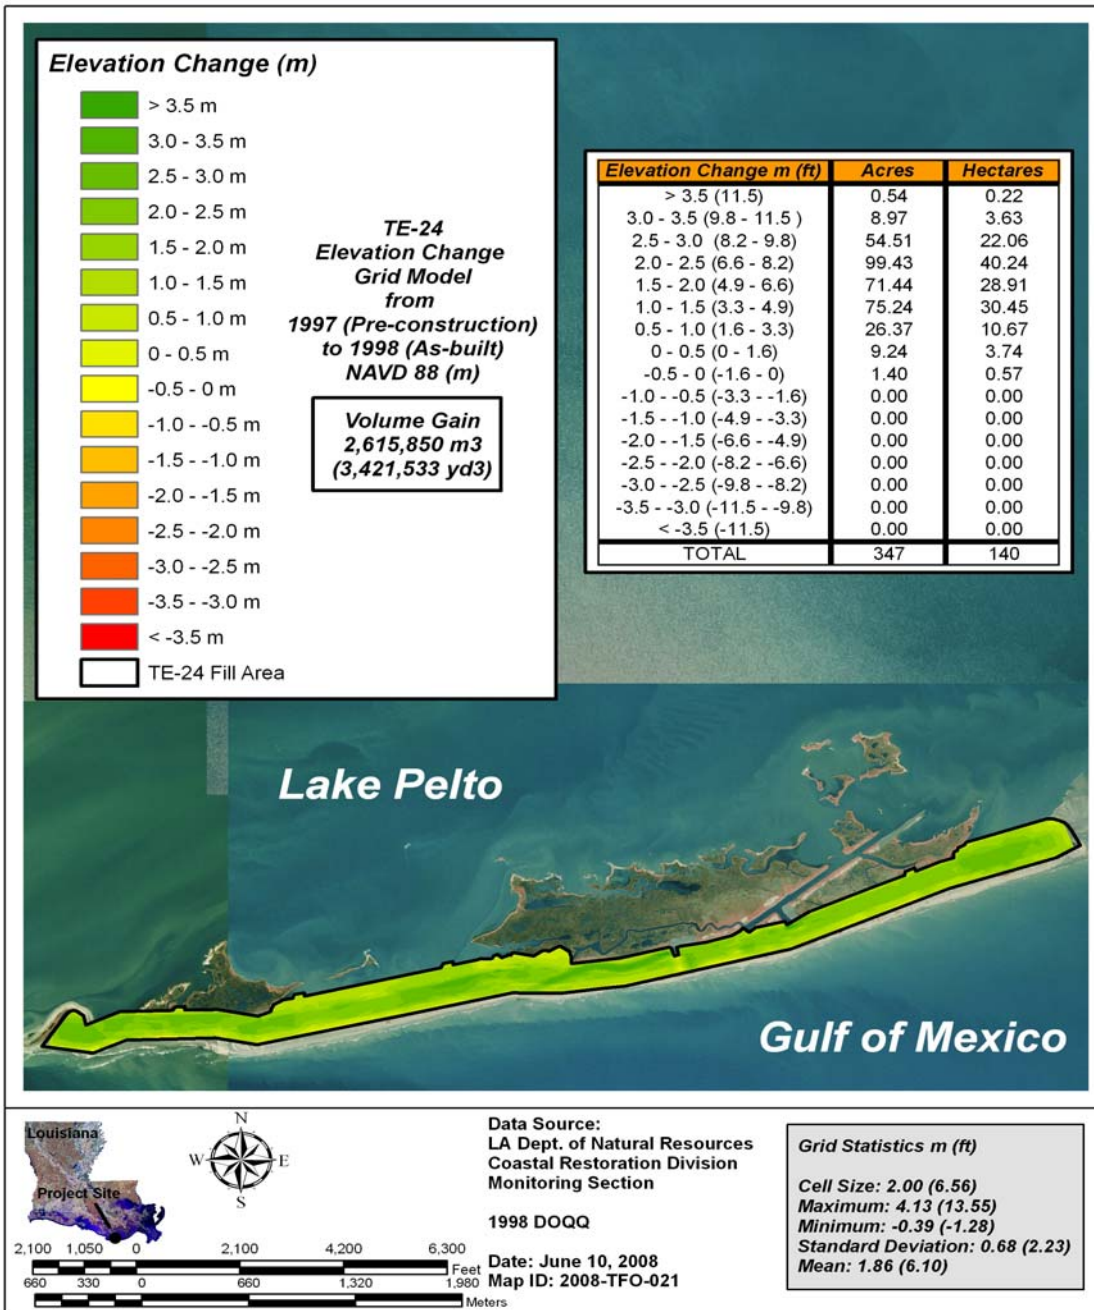 Elevation Change (m)
> 3.5 m
3.0 - 3.5 m
2.5 - 3.0 m
2.0 - 2.5 m
1.5 - 2.0 m
1.0 - 1.5 m
0.5 - 1.0 m
0 - 0.5 m
-0.5 - 0 m
-1.0 - -0.5 m
-1.5 - -1.0 m
-2.0 - -1.5 m
-2.5 - -2.0 m
-3.0 - -2.5 m
-3.5 - -3.0 m
< -3.5 m
TE-24 Fill Area
TE-24
Elevation Change
Grid Model
from
1997 (Pre-construction)
to 1998 (As-built)
NAVD 88 (m)
Volume Gain
2,615,850 m3
(3,421,533 yd3)
Elevation Change m (ft) Acres Hectares
> 3.5 (11.5) 0.54 0.22
3.0 - 3.5 (9.8 - 11.5 ) 8.97 3.63
2.5 - 3.0 (8.2 - 9.8) 54.51 22.06
2.0 - 2.5 (6.6 - 8.2) 99.43 40.24
1.5 - 2.0 (4.9 - 6.6) 71.44 28.91
1.0 - 1.5 (3.3 - 4.9) 75.24 30.45
0.5 - 1.0 (1.6 - 3.3) 26.37 10.67
0 - 0.5 (0 - 1.6) 9.24 3.74
-0.5 - 0 (-1.6 - 0) 1.40 0.57
-1.0 - -0.5 (-3.3 - -1.6) 0.00 0.00
-1.5 - -1.0 (-4.9 - -3.3) 0.00 0.00
-2.0 - -1.5 (-6.6 - -4.9) 0.00 0.00
-2.5 - -2.0 (-8.2 - -6.6) 0.00 0.00
-3.0 - -2.5 (-9.8 - -8.2) 0.00 0.00
-3.5 - -3.0 (-11.5 - -9.8) 0.00 0.00
< -3.5 (-11.5) 0.00 0.00
TOTAL 347 140
Lake Pelto
Gulf of Mexico
Louisiana
Project Site
N
W E
S
2,100 1,050 0 2,100 4,200 6,300
Feet
660 330 0 660 1,320 1,980
Meters
Data Source:
LA Dept. of Natural Resources
Coastal Restoration Division
Monitoring Section
1998 DOQQ
Date: June 10, 2008
Map ID: 2008-TFO-021
Grid Statistics m (ft)
Cell Size: 2.00 (6.56)
Maximum: 4.13 (13.55)
Minimum: -0.39 (-1.28)
Standard Deviation: 0.68 (2.23)
Mean: 1.86 (6.10)